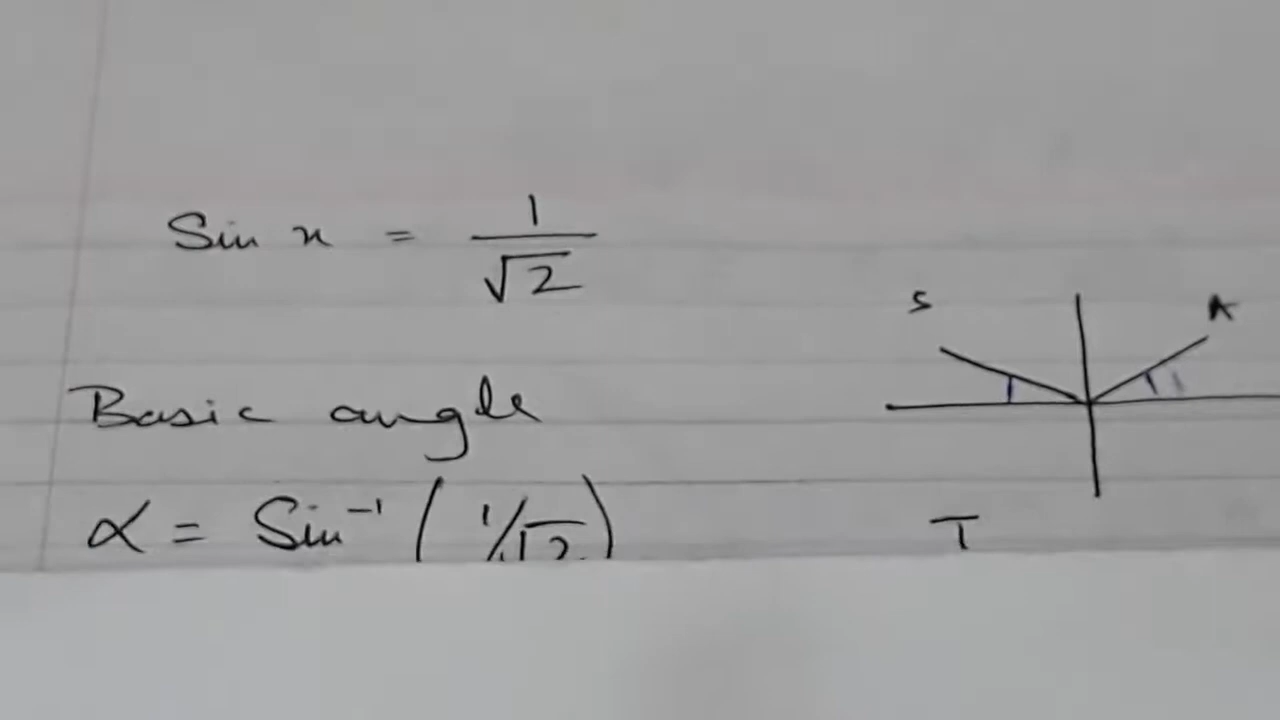 Sin x = 1/√2
S A
Basic angle
α = Sin⁻¹ ( 1/√2 )
T